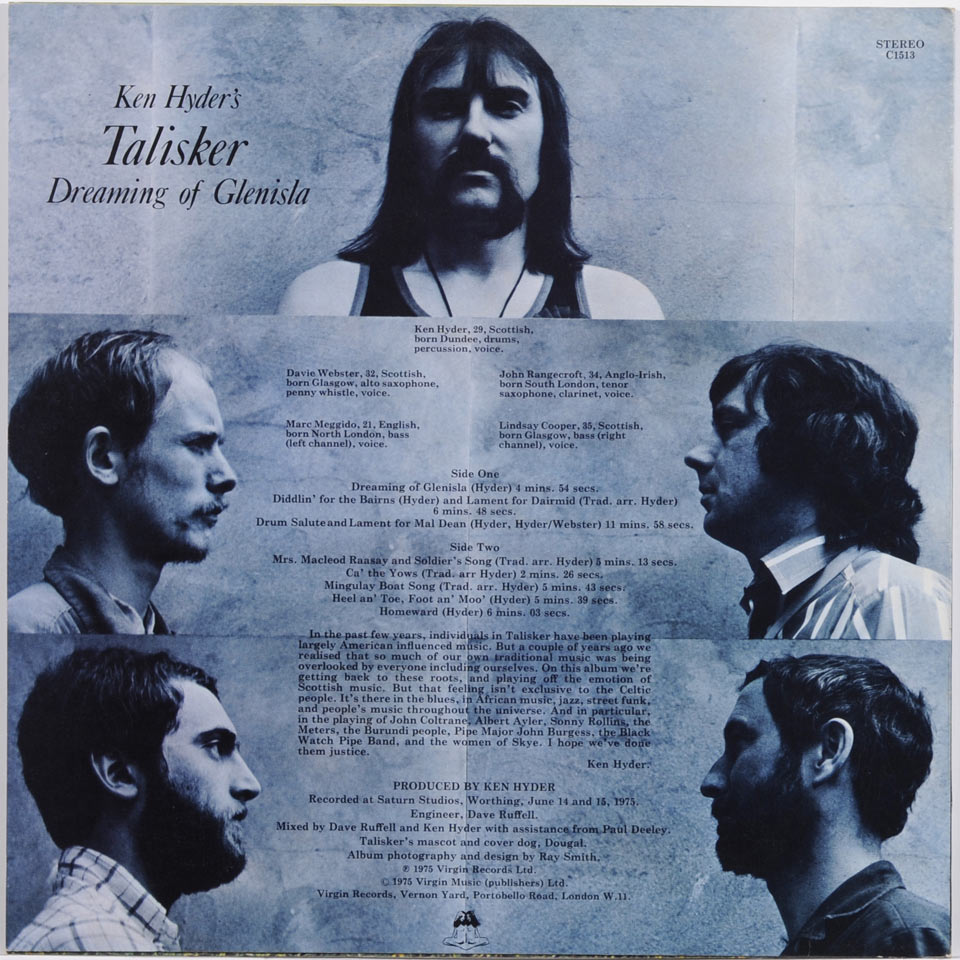 STEREO
C1513
Ken Hyder's
Talisker
Dreaming of Glenisla
Ken Hyder, 29, Scottish,
born Dundee, drums,
percussion, voice.
Davie Webster, 32, Scottish,
born Glasgow, alto saxophone,
penny whistle, voice.
John Rangecroft, 34, Anglo-Irish,
born South London, tenor
saxophone, clarinet, voice.
Marc Meggido, 21, English,
born North London, bass
(left channel), voice.
Lindsay Cooper, 35, Scottish,
born Glasgow, bass (right
channel), voice.
Side One
Dreaming of Glenisla (Hyder) 4 mins. 54 secs.
Diddlin' for the Bairns (Hyder) and Lament for Dairmid (Trad. arr. Hyder)
6 mins. 48 secs.
Drum Salute and Lament for Mal Dean (Hyder, Hyder/Webster) 11 mins. 58 secs.
Side Two
Mrs. Macleod Raasay and Soldier's Song (Trad. arr. Hyder) 5 mins. 13 secs.
Ca' the Yows (Trad. arr Hyder) 2 mins. 26 secs.
Mingulay Boat Song (Trad. arr. Hyder) 5 mins. 43 secs.
Heel an' Toe, Foot an' Moo' (Hyder) 5 mins. 39 secs.
Homeward (Hyder) 6 mins. 03 secs.
In the past few years, individuals in Talisker have been playing
largely American influenced music. But a couple of years ago we
realised that so much of our own traditional music was being
overlooked by everyone including ourselves. On this album we're
getting back to these roots, and playing off the emotion of
Scottish music. But that feeling isn't exclusive to the Celtic
people. It's there in the blues, in African music, jazz, street funk,
and people's music throughout the universe. And in particular,
in the playing of John Coltrane, Albert Ayler, Sonny Rollins, the
Meters, the Burundi people, Pipe Major John Burgess, the Black
Watch Pipe Band, and the women of Skye. I hope we've done
them justice.
Ken Hyder.
PRODUCED BY KEN HYDER
Recorded at Saturn Studios, Worthing, June 14 and 15, 1975.
Engineer, Dave Ruffell.
Mixed by Dave Ruffell and Ken Hyder with assistance from Paul Deeley.
Talisker's mascot and cover dog, Dougal.
Album photography and design by Ray Smith.
℗ 1975 Virgin Records Ltd.
© 1975 Virgin Music (publishers) Ltd.
Virgin Records, Vernon Yard, Portobello Road, London W.11.